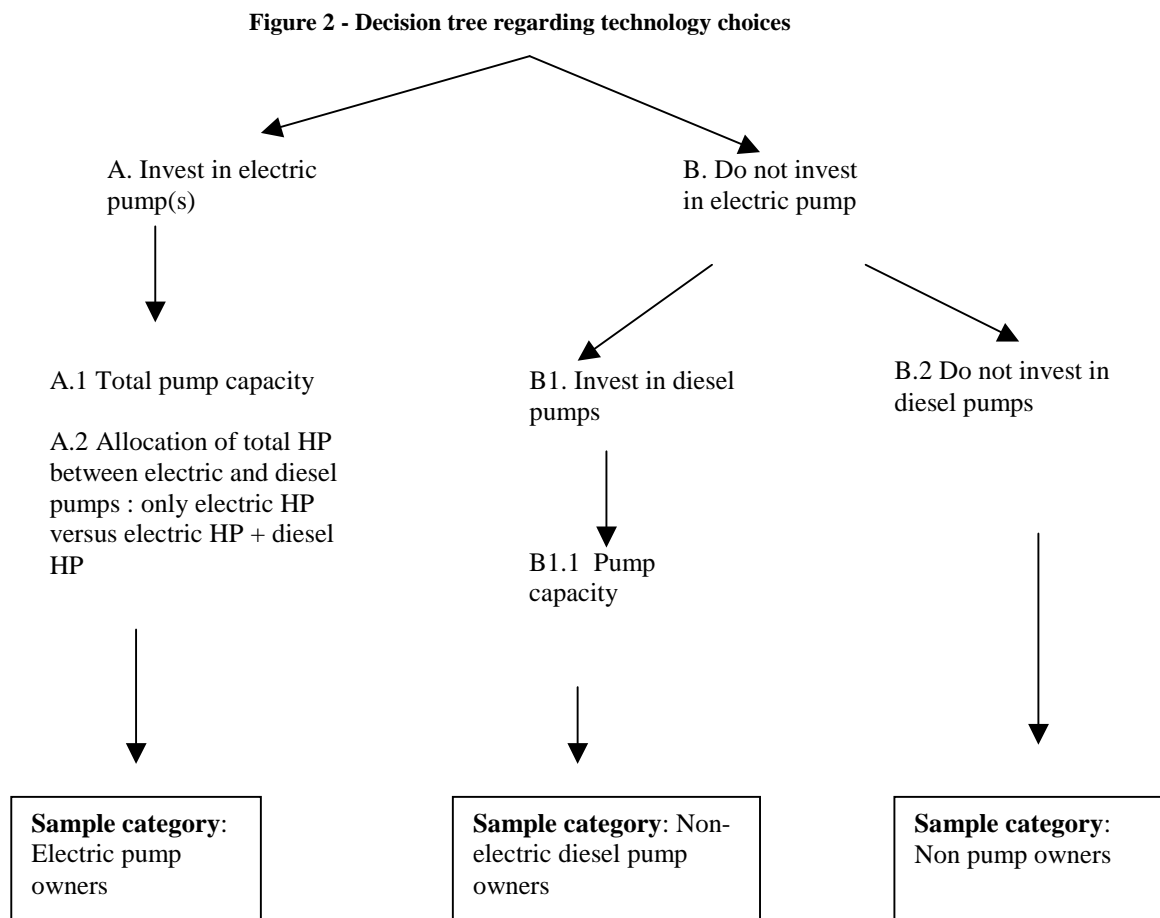 Figure 2 - Decision tree regarding technology choices
A. Invest in electric
pump(s)
B. Do not invest
in electric pump
A.1 Total pump capacity
A.2 Allocation of total HP
between electric and diesel
pumps : only electric HP
versus electric HP + diesel
HP
B1. Invest in diesel
pumps
B1.1  Pump
capacity
B.2 Do not invest in
diesel pumps
Sample category:
Electric pump
owners
Sample category: Non-
electric diesel pump
owners
Sample category:
Non pump owners